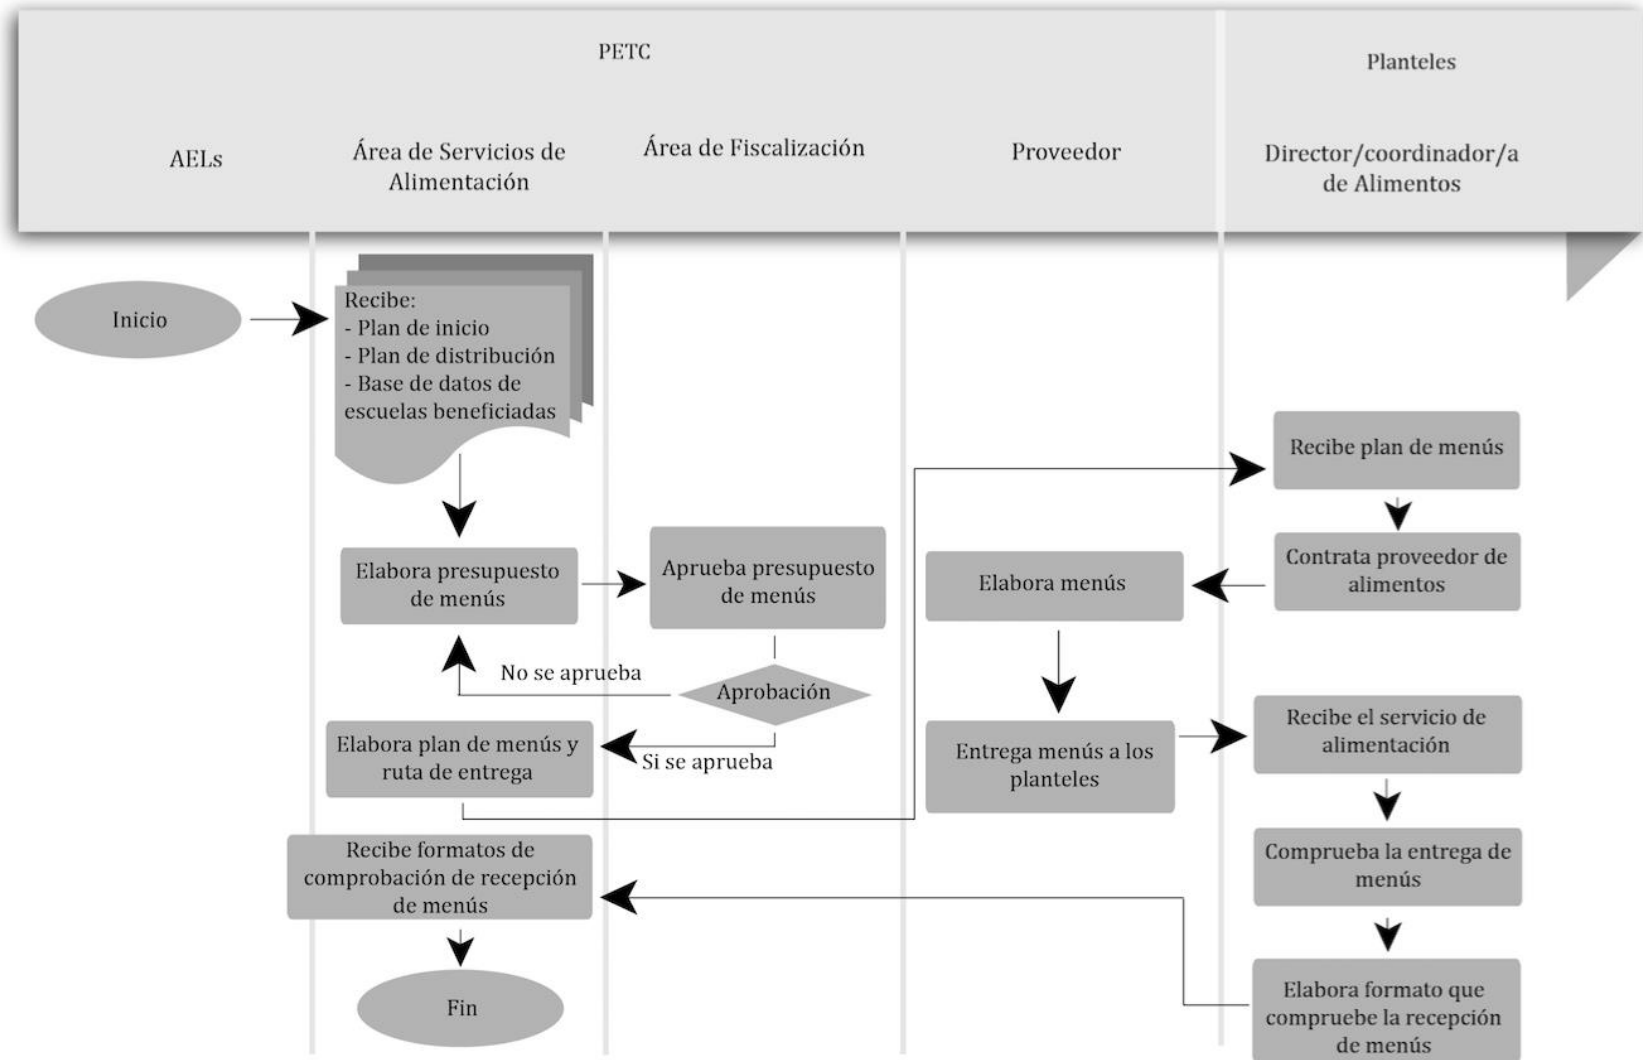 PETC
Planteles
AELs
Área de Servicios de
Alimentación
Área de Fiscalización
Proveedor
Director/coordinador/a
de Alimentos
Inicio
Recibe:
- Plan de inicio
- Plan de distribución
- Base de datos de
escuelas beneficiadas
Elabora presupuesto
de menús
Aprueba presupuesto
de menús
Aprobación
No se aprueba
Si se aprueba
Elabora plan de menús y
ruta de entrega
Recibe plan de menús
Contrata proveedor de
alimentos
Elabora menús
Entrega menús a los
planteles
Recibe el servicio de
alimentación
Comprueba la entrega de
menús
Elabora formato que
compruebe la recepción
de menús
Recibe formatos de
comprobación de recepción
de menús
Fin